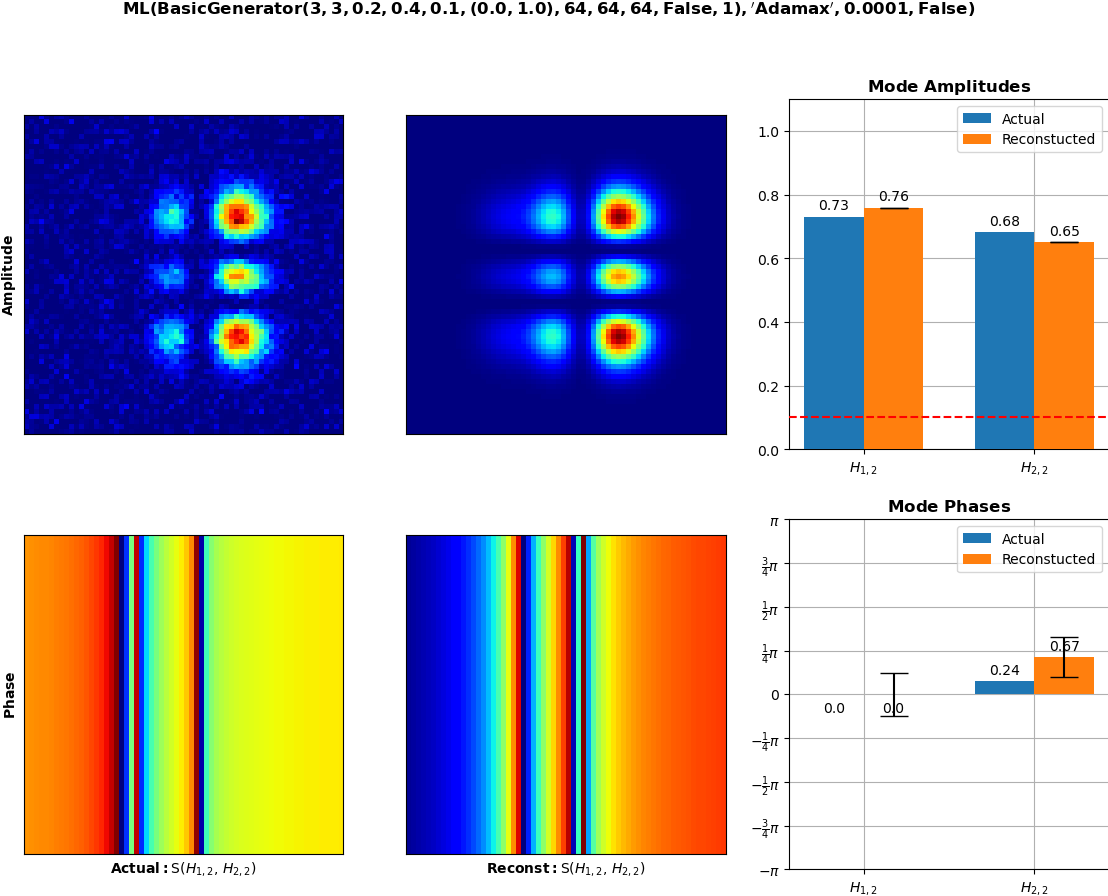 ML(BasicGenerator(3, 3, 0.2, 0.4, 0.1, (0.0, 1.0), 64, 64, 64, False, 1), ′Adamax′, 0.0001, False)
Amplitude
Mode Amplitudes
Actual
Reconstucted
1.0
0.8
0.6
0.4
0.2
0.0
0.73
0.76
0.68
0.65
H1, 2
H2, 2
Phase
Actual: S(H1, 2, H2, 2)
Reconst: S(H1, 2, H2, 2)
Mode Phases
Actual
Reconstucted
π
3/4π
1/2π
1/4π
0
−1/4π
−1/2π
−3/4π
−π
0.0
0.0
0.24
0.67
H1, 2
H2, 2